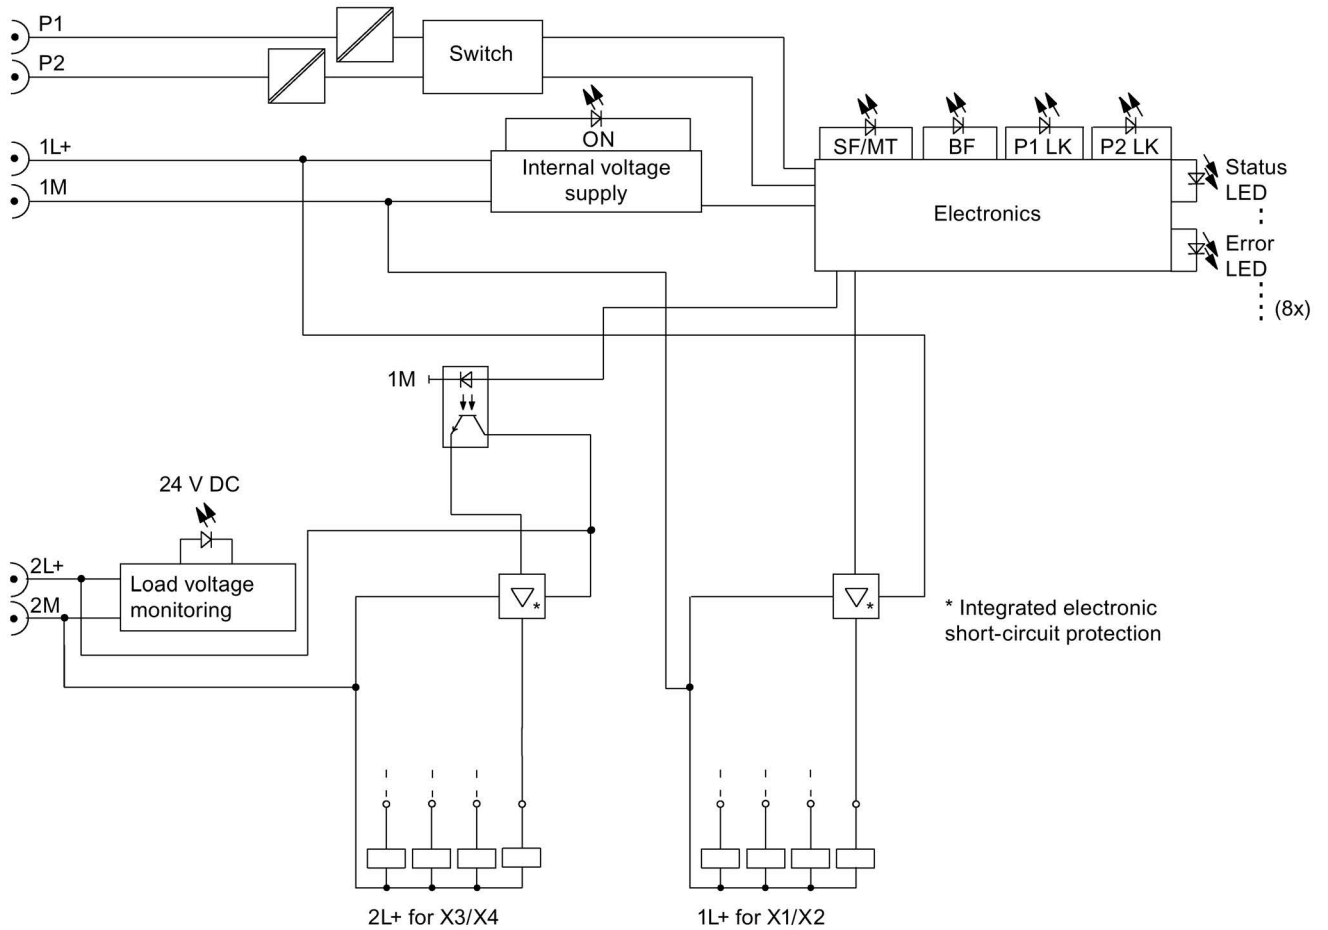 P1
P2
Switch
1L+
1M
ON
Internal voltage
supply
SF/MT
BF
P1 LK
P2 LK
Electronics
Status
LED
Error
LED
(8x)
1M
24 V DC
2L+
2M
Load voltage
monitoring
*
*
* Integrated electronic
short-circuit protection
2L+ for X3/X4
1L+ for X1/X2